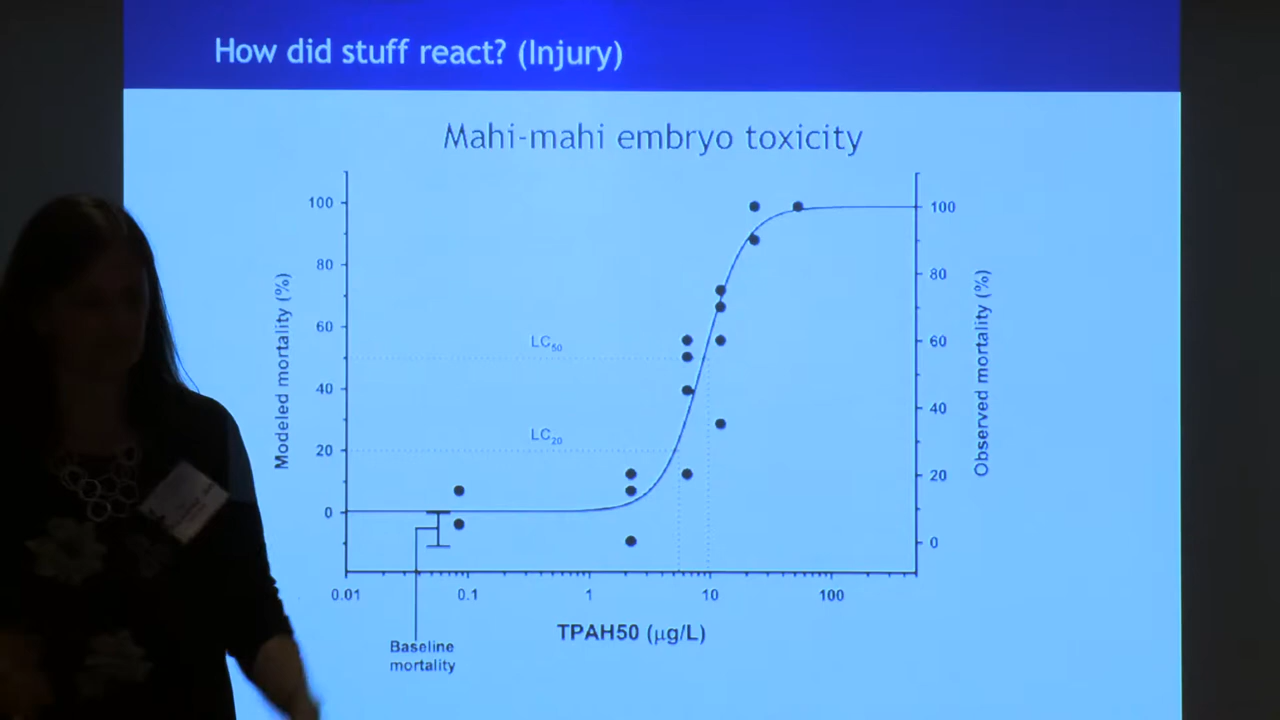 How did stuff react? (Injury)
Mahi-mahi embryo toxicity
Modeled mortality (%)
100
80
60
40
20
0
LC50
LC20
Observed mortality (%)
100
80
60
40
20
0
0.01 0.1 1 10 100
TPAH50 (µg/L)
Baseline
mortality